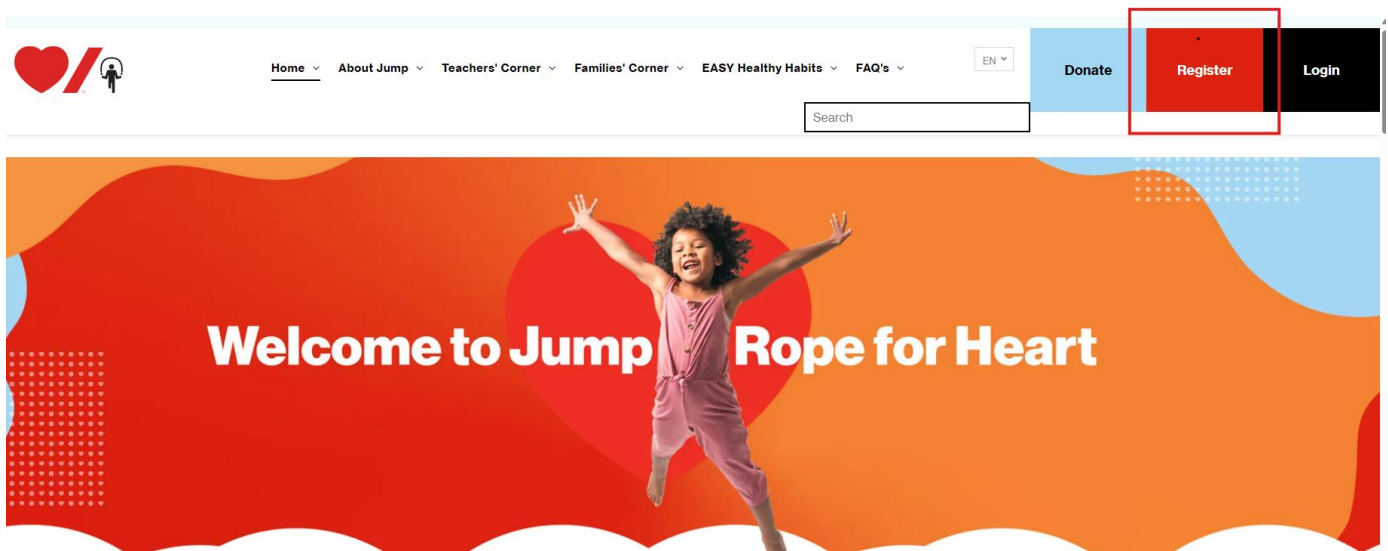 Home About Jump Teachers' Corner Families' Corner EASY Healthy Habits FAQ's EN Donate Register Login
Search
Welcome to Jump Rope for Heart